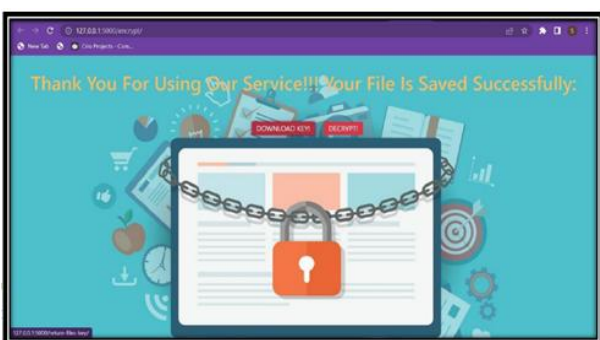 127.0.0.1:5000/encrypt/
New Tab
Thank You For Using Our Service!!! Your File Is Saved Successfully:
DOWNLOAD KEY!
DECRYPT!
127.0.0.1:5000/return-files-key/